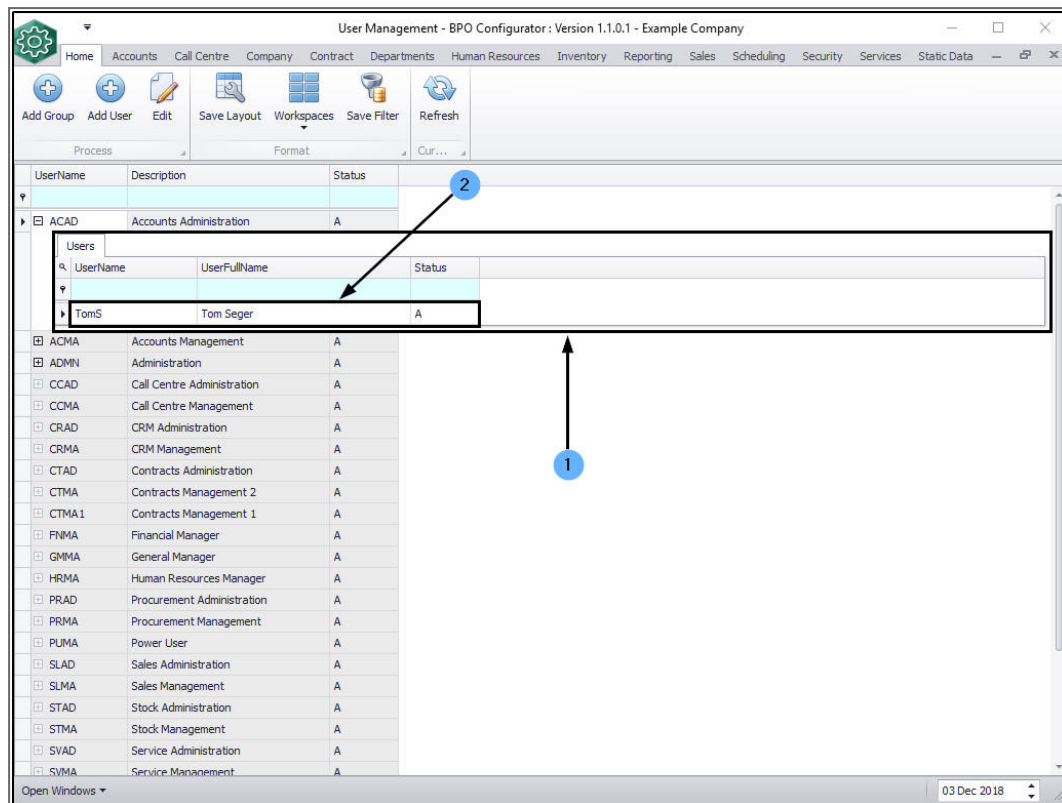 User Management - BPO Configurator : Version 1.1.0.1 - Example Company
Home Accounts Call Centre Company Contract Departments Human Resources Inventory Reporting Sales Scheduling Security Services Static Data
Add Group Add User Edit Save Layout Workspaces Save Filter Refresh
Process Format Cur...
UserName Description Status
2
ACAD Accounts Administration A
Users
UserName UserFullName Status
TomS Tom Seger A
ACMA Accounts Management A
ADMN Administration A
CCAD Call Centre Administration A
CCMA Call Centre Management A
CRAD CRM Administration A
CRMA CRM Management A
CTAD Contracts Administration A
1
CTMA Contracts Management 2 A
CTMA1 Contracts Management 1 A
FNMA Financial Manager A
GMMA General Manager A
HRMA Human Resources Manager A
PRAD Procurement Administration A
PRMA Procurement Management A
PUMA Power User A
SLAD Sales Administration A
SLMA Sales Management A
STAD Stock Administration A
STMA Stock Management A
SVAD Service Administration A
SVMA Service Management A
Open Windows 03 Dec 2018